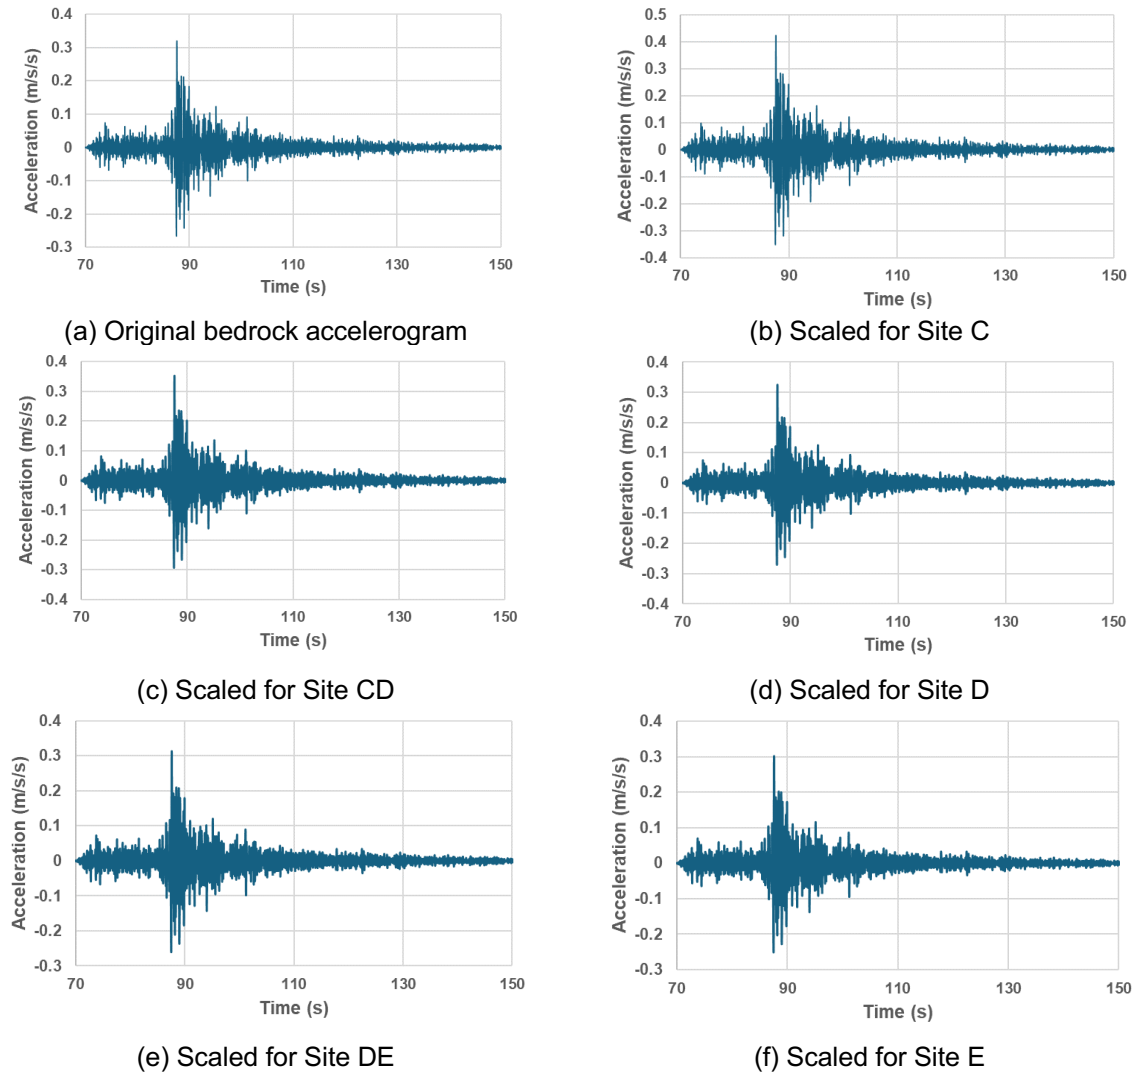 0.4
0.3
0.2
0.1
0
-0.1
-0.2
-0.3
Acceleration (m/s/s)
70 90 110 130 150
Time (s)
(a) Original bedrock accelerogram
0.5
0.4
0.3
0.2
0.1
0
-0.1
-0.2
-0.3
-0.4
Acceleration (m/s/s)
70 90 110 130 150
Time (s)
(b) Scaled for Site C
0.4
0.3
0.2
0.1
0
-0.1
-0.2
-0.3
-0.4
Acceleration (m/s/s)
70 90 110 130 150
Time (s)
(c) Scaled for Site CD
0.4
0.3
0.2
0.1
0
-0.1
-0.2
-0.3
-0.4
Acceleration (m/s/s)
70 90 110 130 150
Time (s)
(d) Scaled for Site D
0.4
0.3
0.2
0.1
0
-0.1
-0.2
-0.3
Acceleration (m/s/s)
70 90 110 130 150
Time (s)
(e) Scaled for Site DE
0.4
0.3
0.2
0.1
0
-0.1
-0.2
-0.3
Acceleration (m/s/s)
70 90 110 130 150
Time (s)
(f) Scaled for Site E